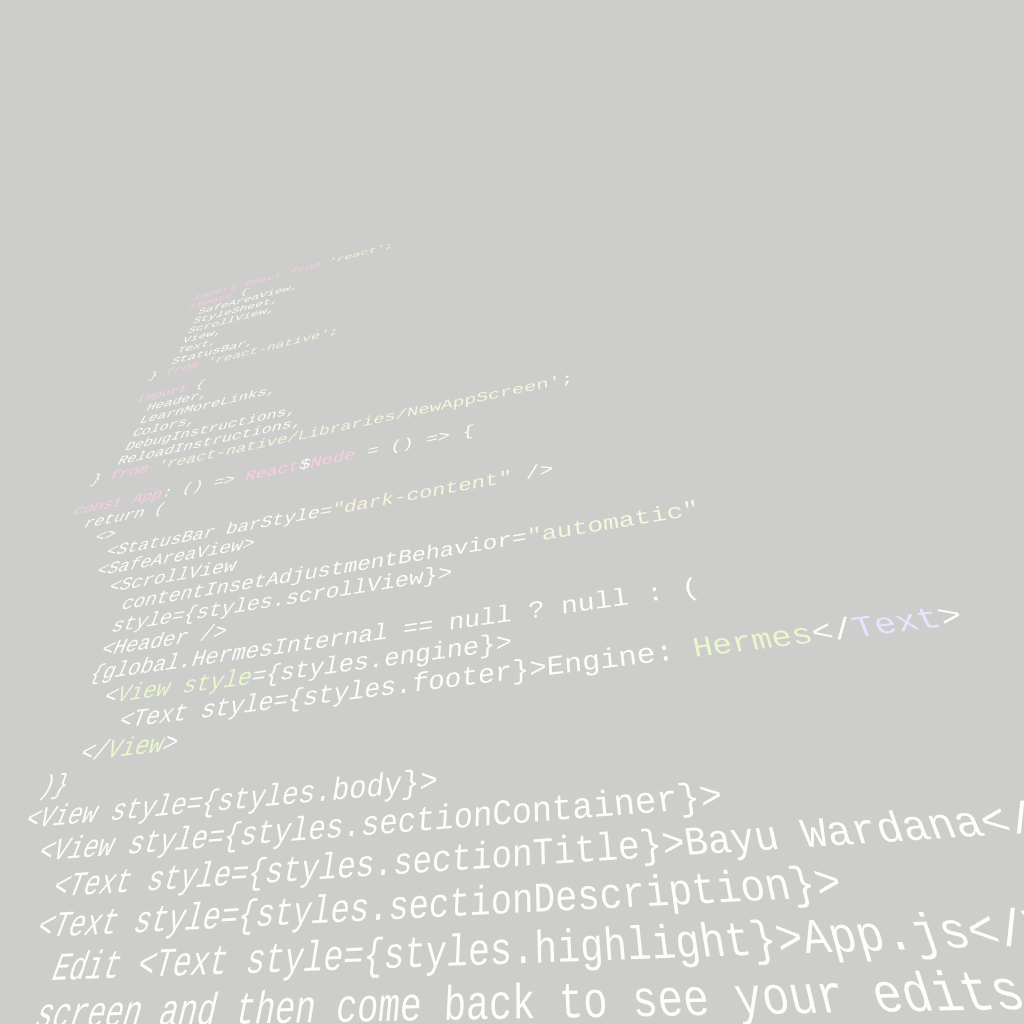 import React from 'react';
import {
SafeAreaView,
StyleSheet,
ScrollView,
View,
Text,
StatusBar,
} from 'react-native';
import {
Header,
LearnMoreLinks,
Colors,
DebugInstructions,
ReloadInstructions,
} from 'react-native/Libraries/NewAppScreen';
const App: () => React$Node = () => {
return (
<>
<StatusBar barStyle="dark-content" />
<SafeAreaView>
<ScrollView
contentInsetAdjustmentBehavior="automatic"
style={styles.scrollView}>
<Header />
{global.HermesInternal == null ? null : (
<View style={styles.engine}>
<Text style={styles.footer}>Engine: Hermes</Text>
</View>
)}
<View style={styles.body}>
<View style={styles.sectionContainer}>
<Text style={styles.sectionTitle}>Bayu Wardana</
<Text style={styles.sectionDescription}>
Edit <Text style={styles.highlight}>App.js</
screen and then come back to see your edits